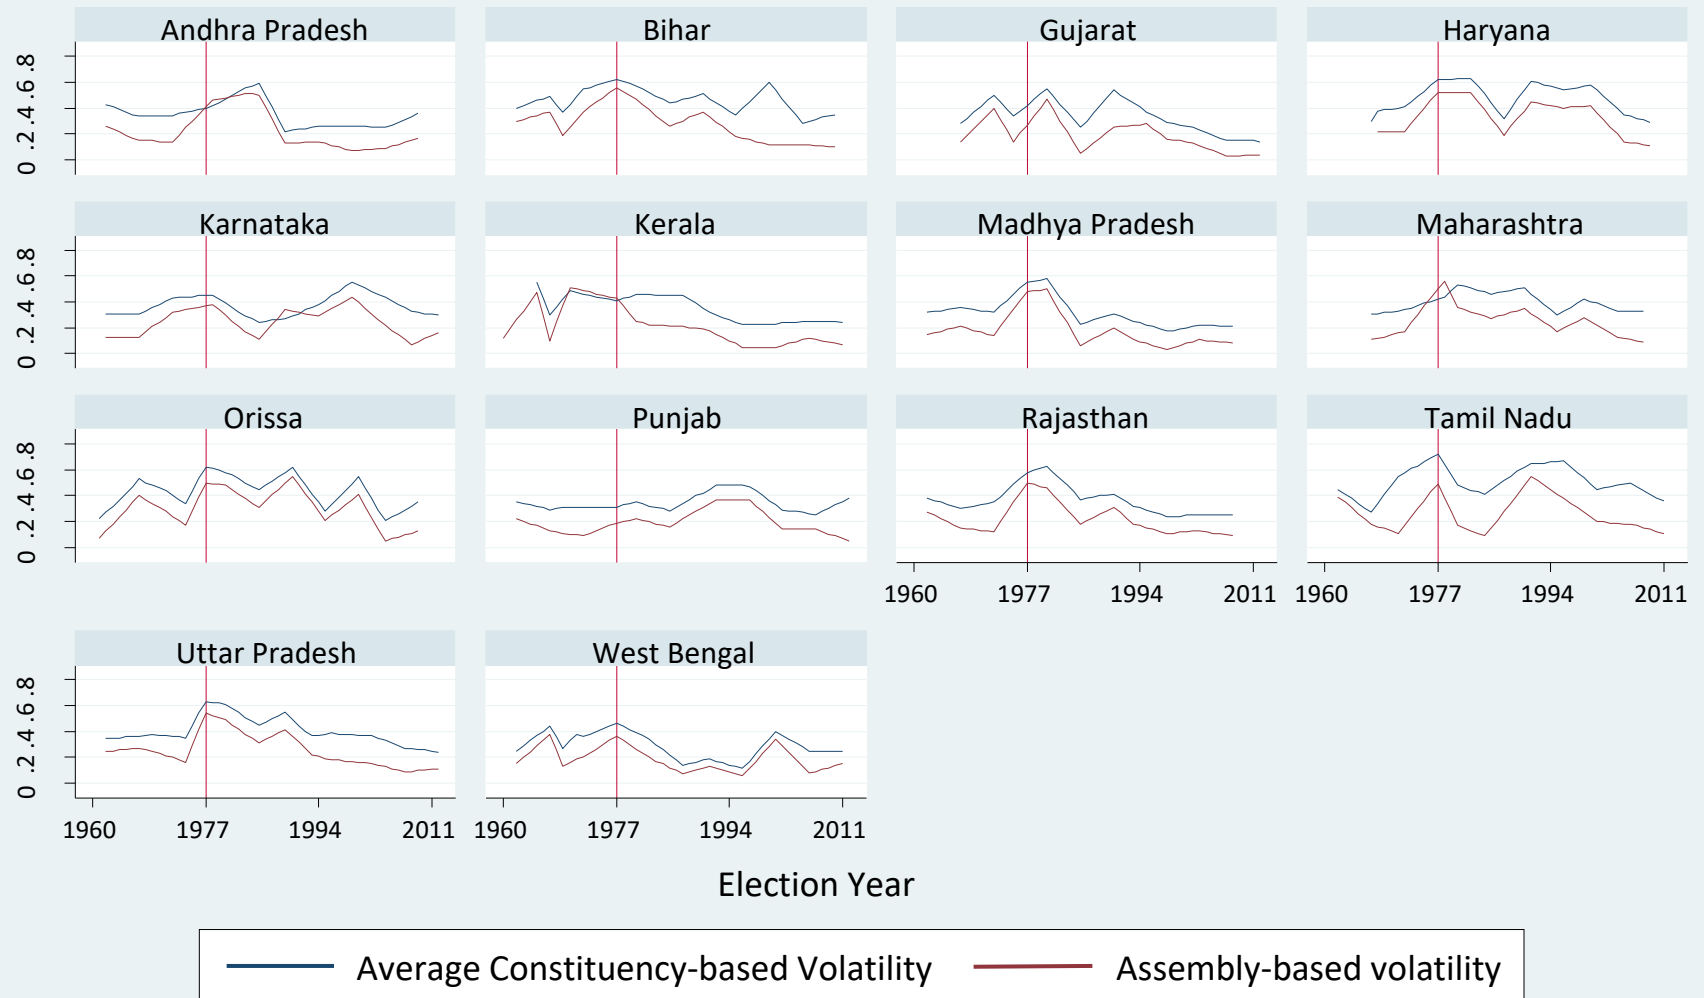 Andhra Pradesh Bihar Gujarat Haryana
0 .2 .4 .6 .8
Karnataka Kerala Madhya Pradesh Maharashtra
0 .2 .4 .6 .8
Orissa Punjab Rajasthan Tamil Nadu
0 .2 .4 .6 .8
1960 1977 1994 2011 1960 1977 1994 2011
Uttar Pradesh West Bengal
0 .2 .4 .6 .8
1960 1977 1994 2011 1960 1977 1994 2011
Election Year
Average Constituency-based Volatility Assembly-based volatility